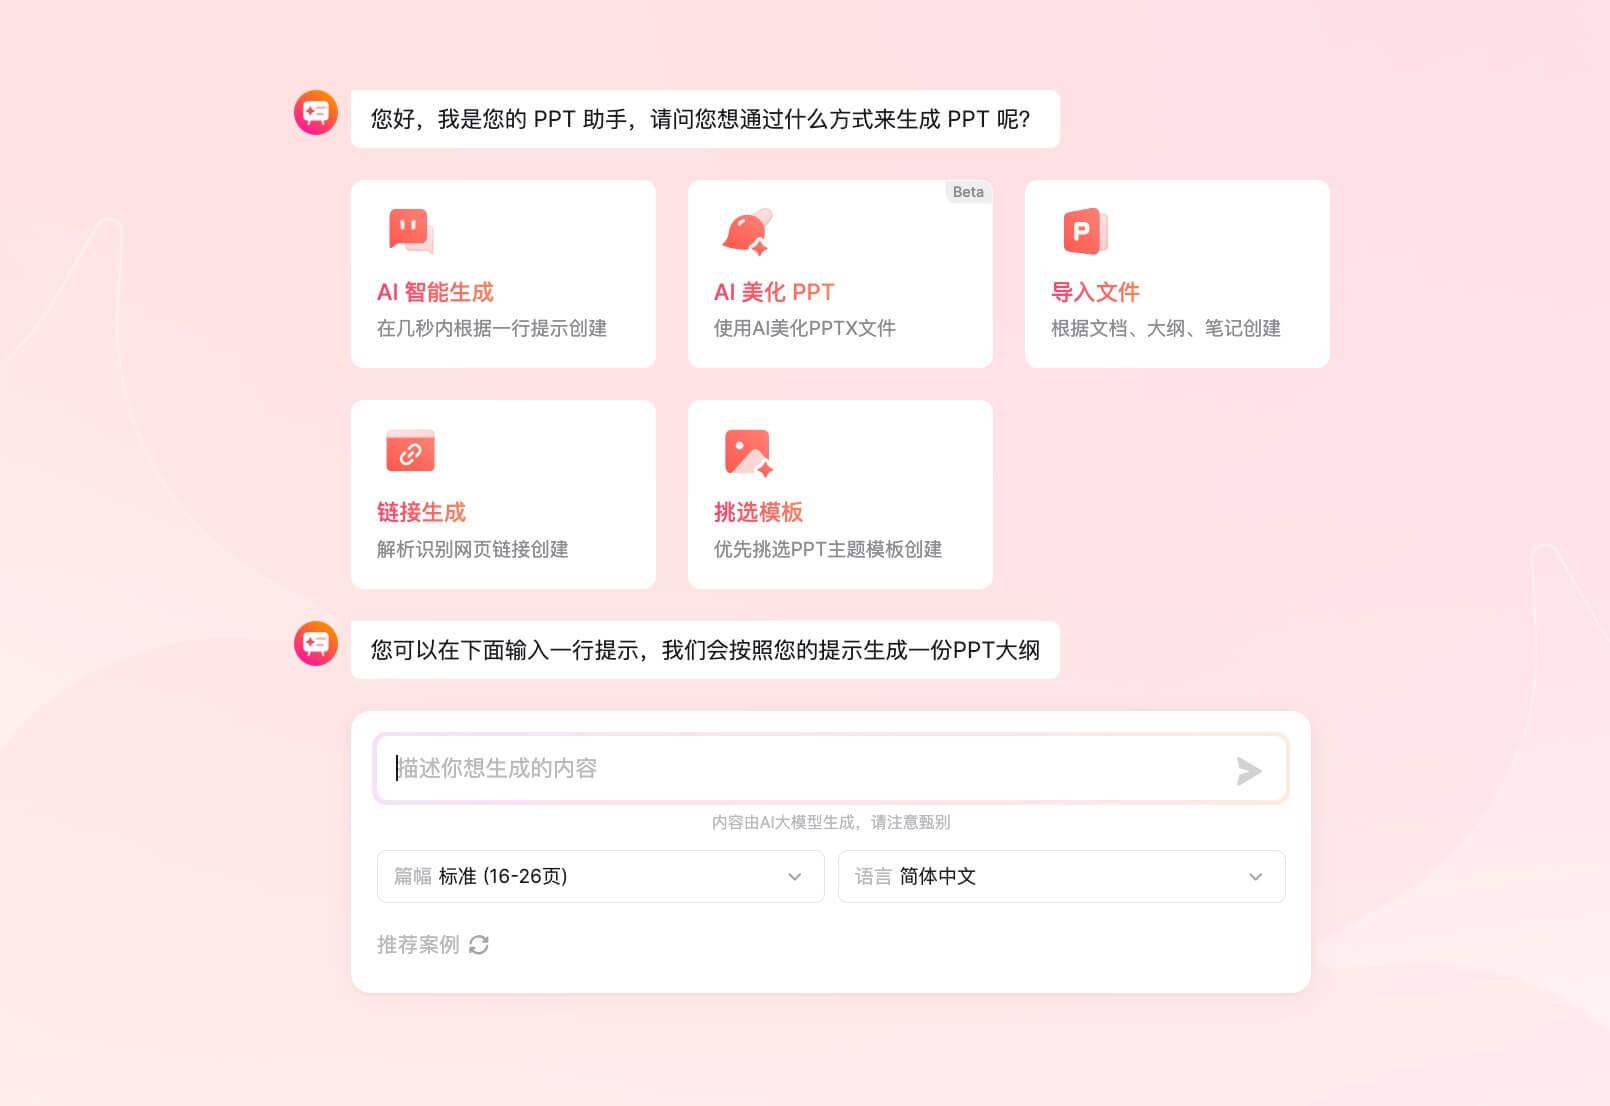 您好，我是您的 PPT 助手，请问您想通过什么方式来生成 PPT 呢？
AI 智能生成
在几秒内根据一行提示创建
Beta
AI 美化 PPT
使用AI美化PPTX文件
导入文件
根据文档、大纲、笔记创建
链接生成
解析识别网页链接创建
挑选模板
优先挑选PPT主题模板创建
您可以在下面输入一行提示，我们会按照您的提示生成一份PPT大纲
描述你想生成的内容
内容由AI大模型生成，请注意甄别
篇幅 标准 (16-26页)
语言 简体中文
推荐案例